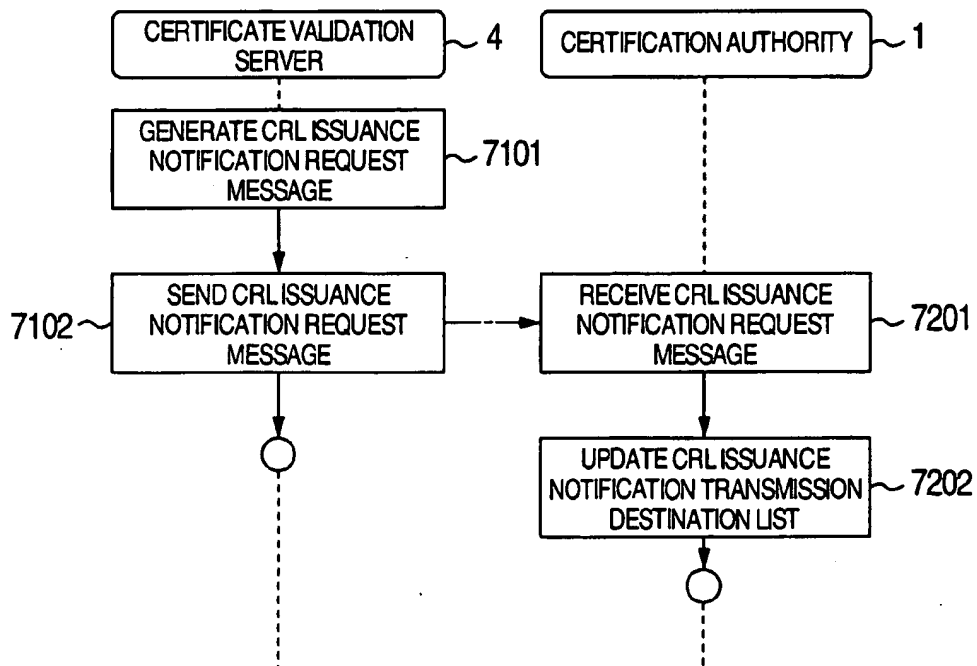 CERTIFICATE VALIDATION
SERVER
4
CERTIFICATION AUTHORITY
1
GENERATE CRL ISSUANCE
NOTIFICATION REQUEST
MESSAGE
7101
7102
SEND CRL ISSUANCE
NOTIFICATION REQUEST
MESSAGE
RECEIVE CRL ISSUANCE
NOTIFICATION REQUEST
MESSAGE
7201
UPDATE CRL ISSUANCE
NOTIFICATION TRANSMISSION
DESTINATION LIST
7202